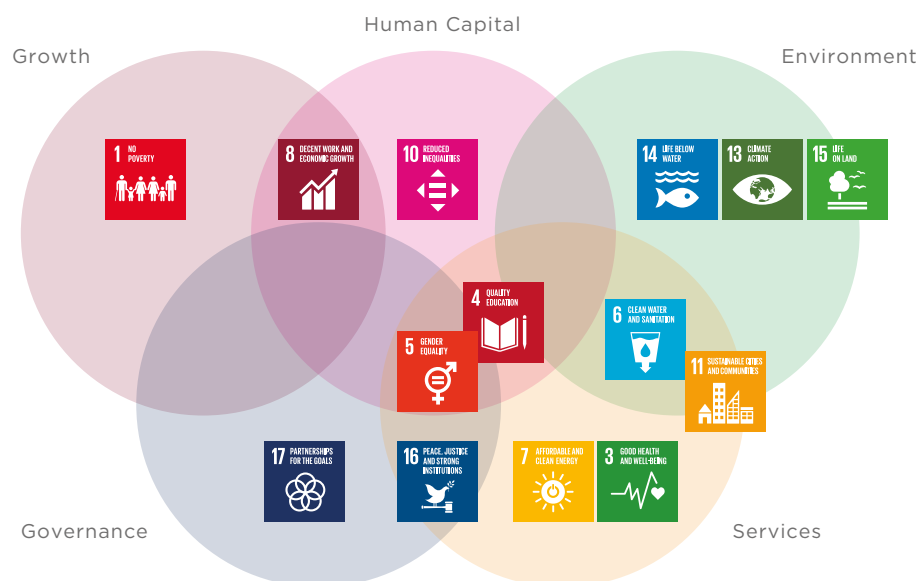 Human Capital
Growth
Environment
1 NO
POVERTY
8 DECENT WORK AND
ECONOMIC GROWTH
10 REDUCED
INEQUALITIES
14 LIFE BELOW
WATER
13 CLIMATE
ACTION
15 LIFE
ON LAND
4 QUALITY
EDUCATION
6 CLEAN WATER
AND SANITATION
5 GENDER
EQUALITY
11 SUSTAINABLE CITIES
AND COMMUNITIES
17 PARTNERSHIPS
FOR THE GOALS
16 PEACE, JUSTICE
AND STRONG
INSTITUTIONS
7 AFFORDABLE AND
CLEAN ENERGY
3 GOOD HEALTH
AND WELL-BEING
Governance
Services